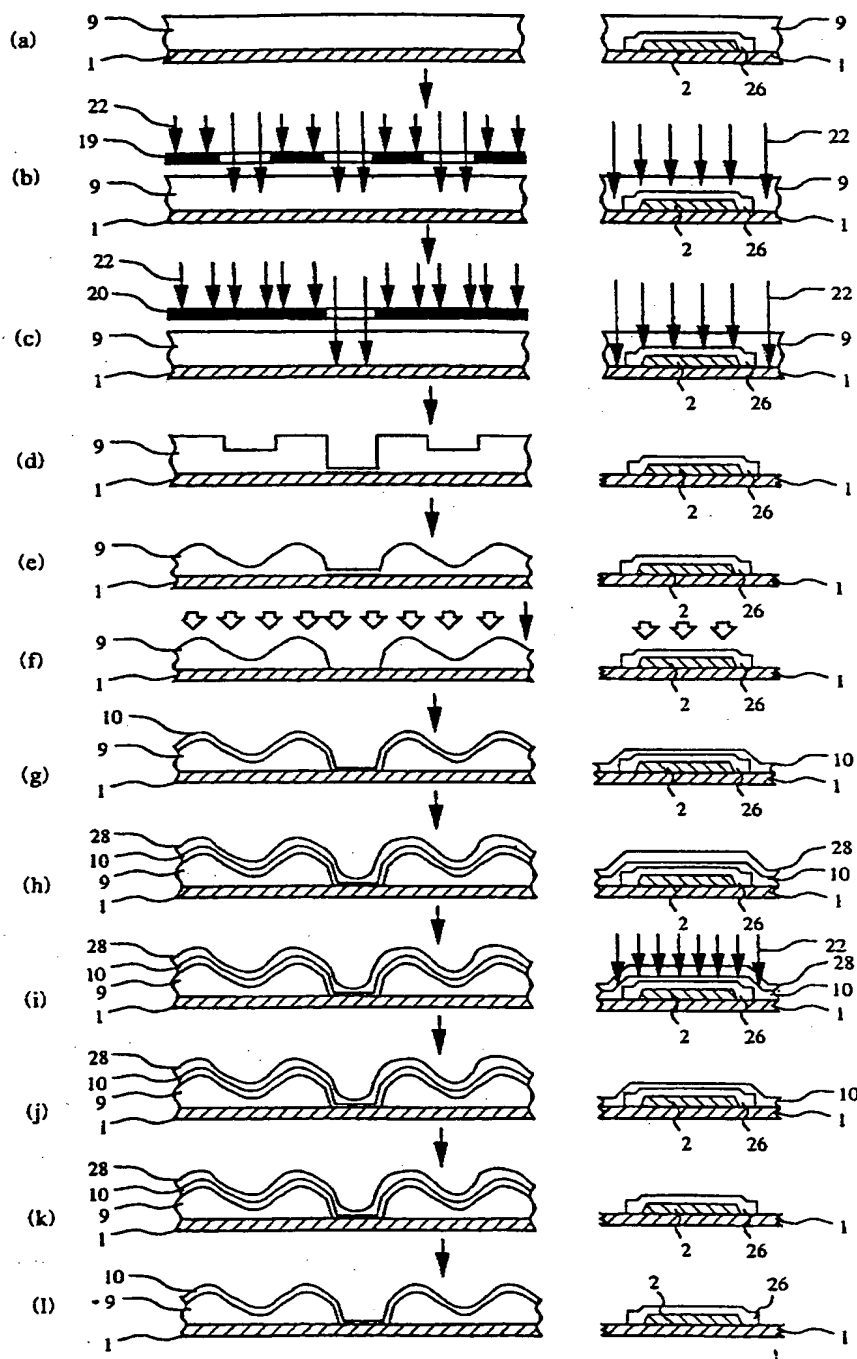 (a) 9 1 9 1 2 26
(b) 22 19 9 1 22 9 1 2 26
(c) 22 20 9 1 22 9 1 2 26
(d) 9 1 1 2 26
(e) 9 1 1 2 26
(f) 9 1 1 2 26
(g) 10 9 1 10 1 2 26
(h) 28 10 9 1 28 10 1 2 26
(i) 28 10 9 1 22 28 10 1 2 26
(j) 28 10 9 1 10 1 2 26
(k) 28 10 9 1 1 2 26
(l) 10 9 1 2 26 1